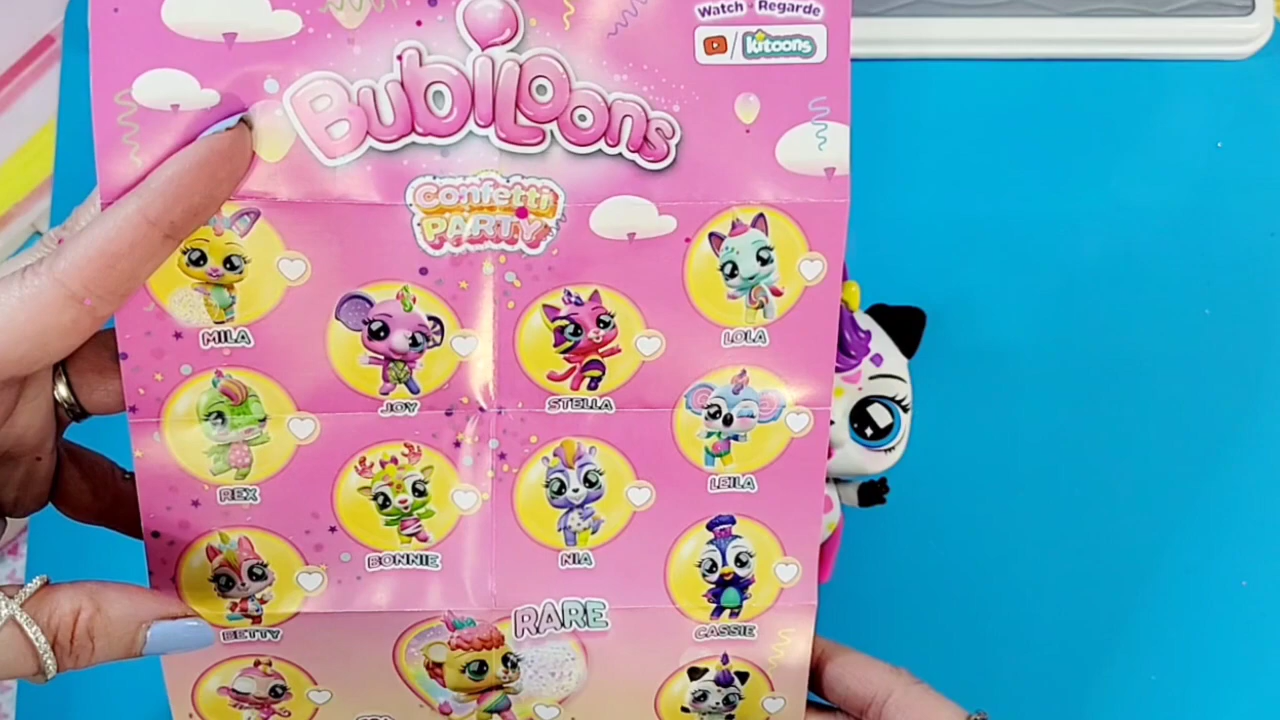 Watch - Regarde
kitoons
Bubiloons
Confetti
PARTY
MILA
LOLA
JOY
STELLA
REX
LEILA
BONNIE
NIA
BETTY
RARE
CASSIE